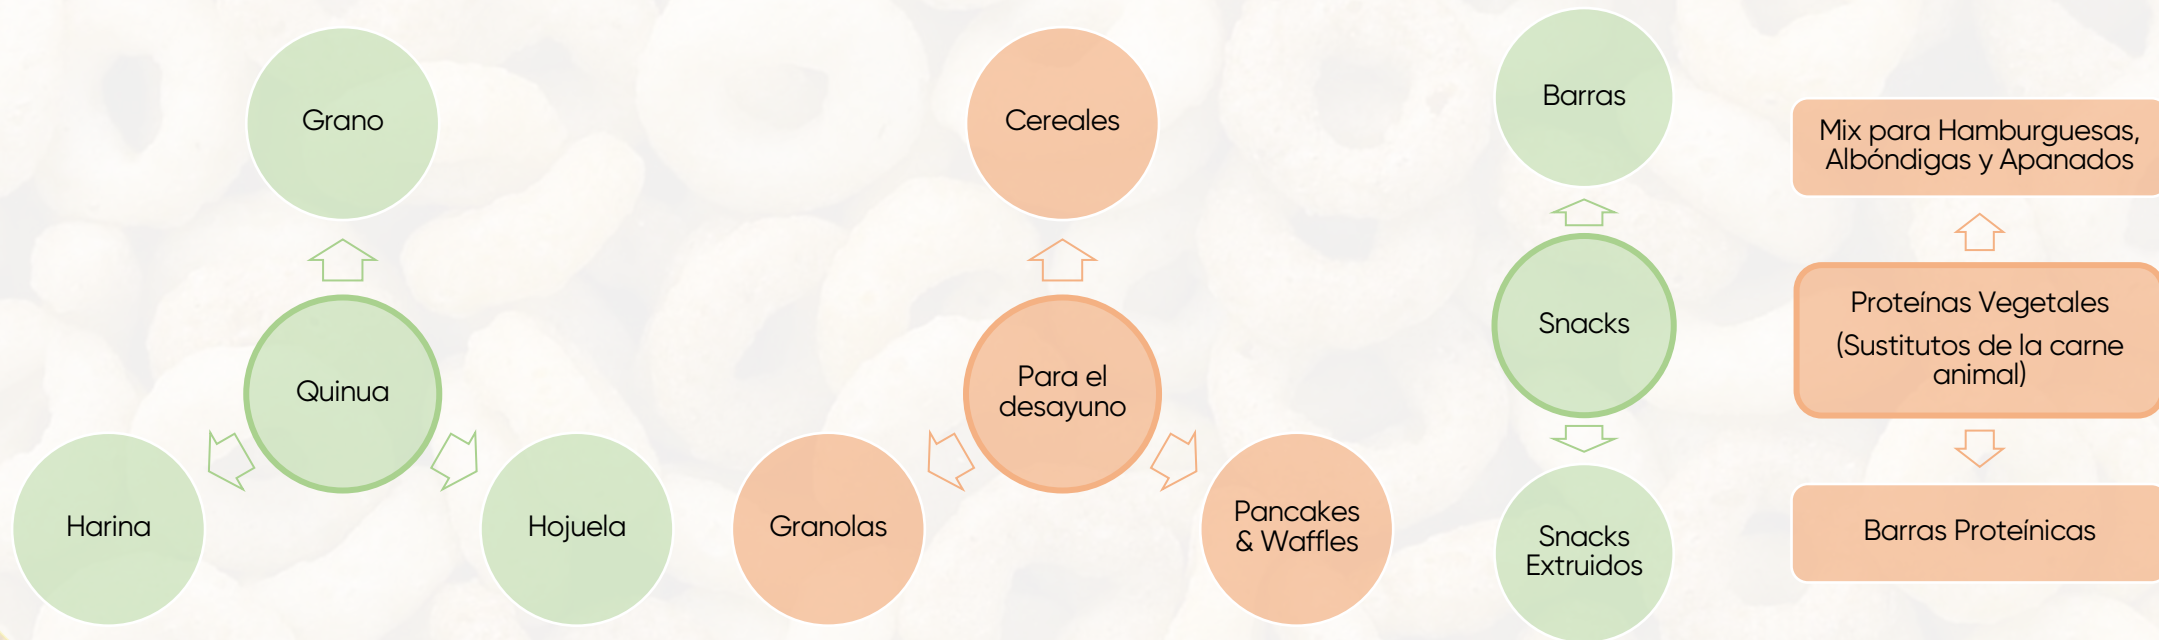 Grano
Quinua
Harina
Hojuela
Cereales
Para el
desayuno
Granolas
Pancakes
& Waffles
Barras
Snacks
Snacks
Extruidos
Mix para Hamburguesas,
Albóndigas y Apanados
Proteínas Vegetales
(Sustitutos de la carne
animal)
Barras Proteínicas